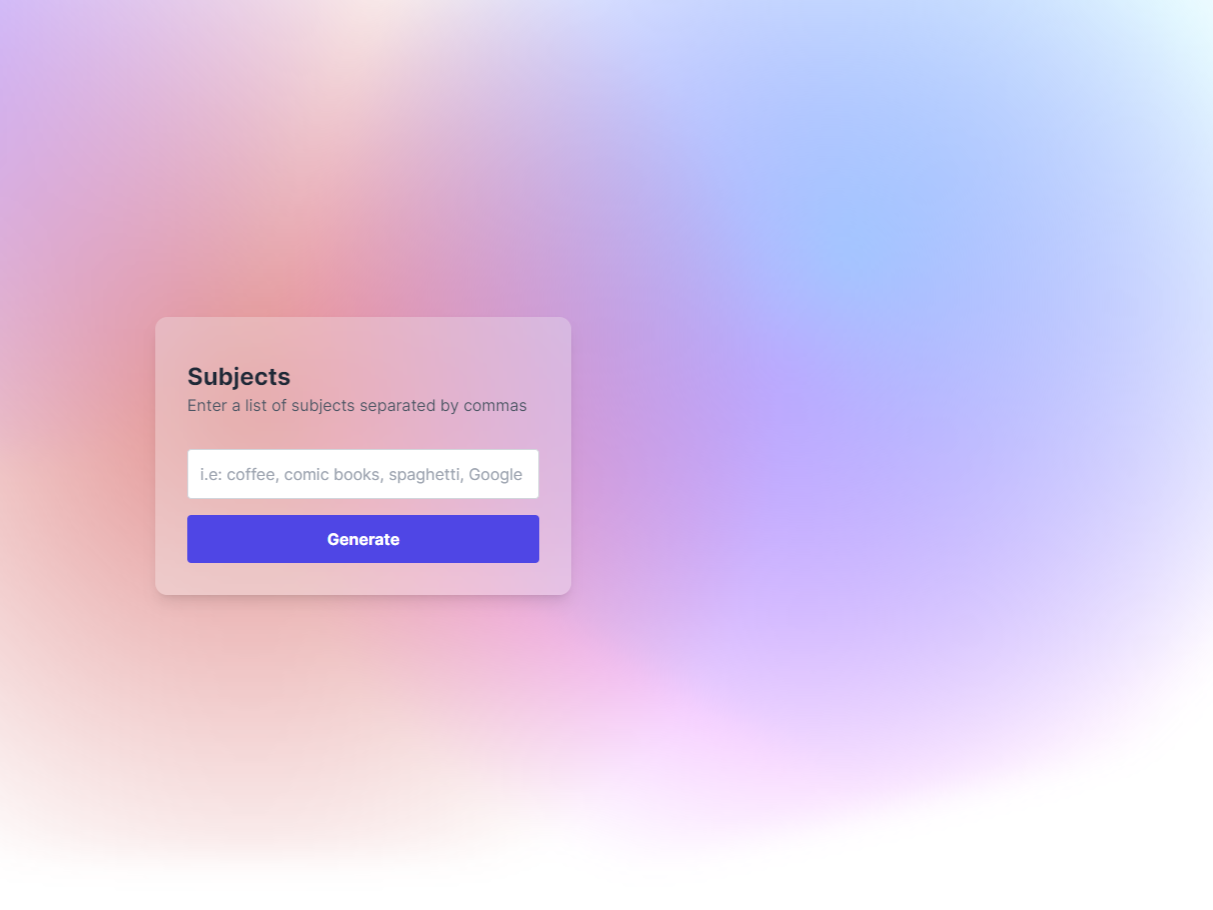 Subjects
Enter a list of subjects separated by commas
i.e: coffee, comic books, spaghetti, Google
Generate